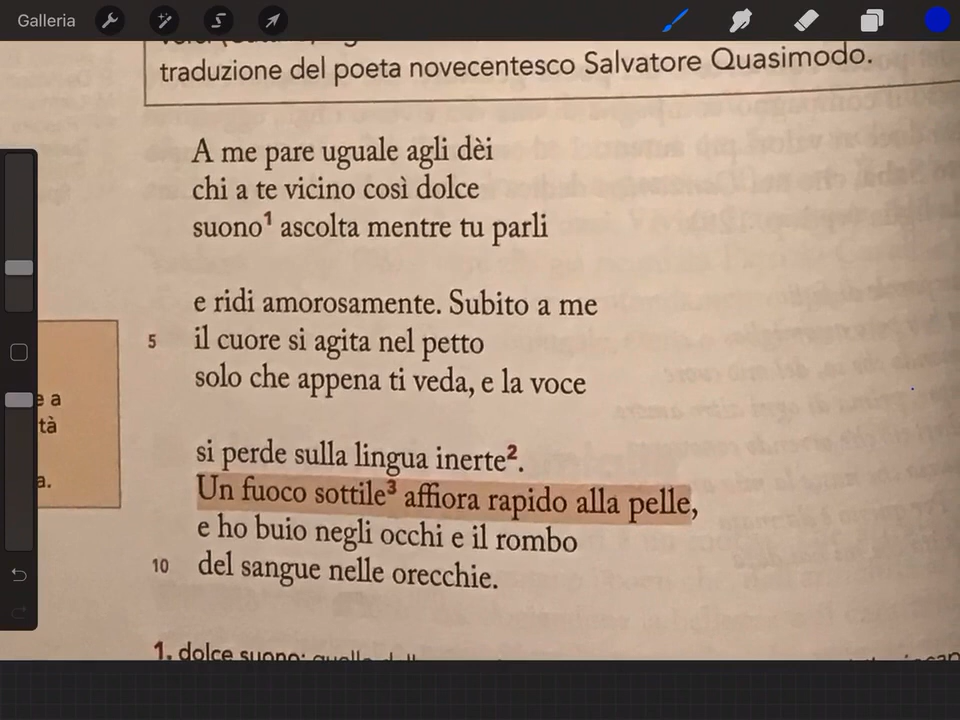 Galleria
traduzione del poeta novecentesco Salvatore Quasimodo.
A me pare uguale agli dèi
chi a te vicino così dolce
suono¹ ascolta mentre tu parli
e ridi amorosamente. Subito a me
5 il cuore si agita nel petto
solo che appena ti veda, e la voce
si perde sulla lingua inerte².
Un fuoco sottile³ affiora rapido alla pelle,
e ho buio negli occhi e il rombo
10 del sangue nelle orecchie.
e a
tà
a.
1. dolce suono: